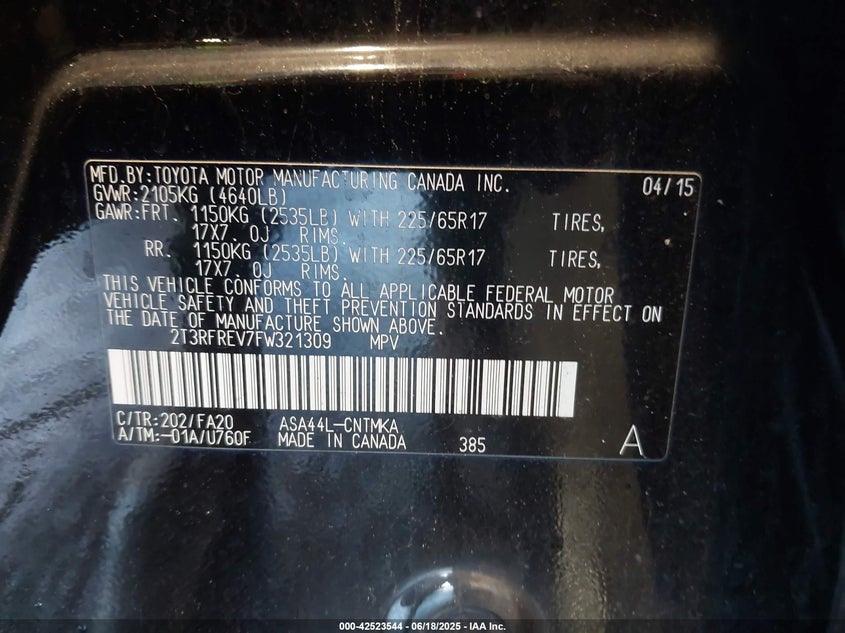 MFD.BY:TOYOTA MOTOR MANUFACTURING CANADA INC. 04/15
GVWR:2105KG (4640LB)
GAWR:FRT. 1150KG (2535LB) WITH 225/65R17 TIRES,
17X7.0J RIMS.
RR. 1150KG (2535LB) WITH 225/65R17 TIRES,
17X7.0J RIMS.
THIS VEHICLE CONFORMS TO ALL APPLICABLE FEDERAL MOTOR
VEHICLE SAFETY AND THEFT PREVENTION STANDARDS IN EFFECT ON
THE DATE OF MANUFACTURE SHOWN ABOVE.
2T3RFREV7FW321309 MPV
C/TR:202/FA20 ASA44L-CNTMKA
A/TM:-01A/U760F MADE IN CANADA 385 A
000-42523544 - 06/18/2025 - IAA Inc.